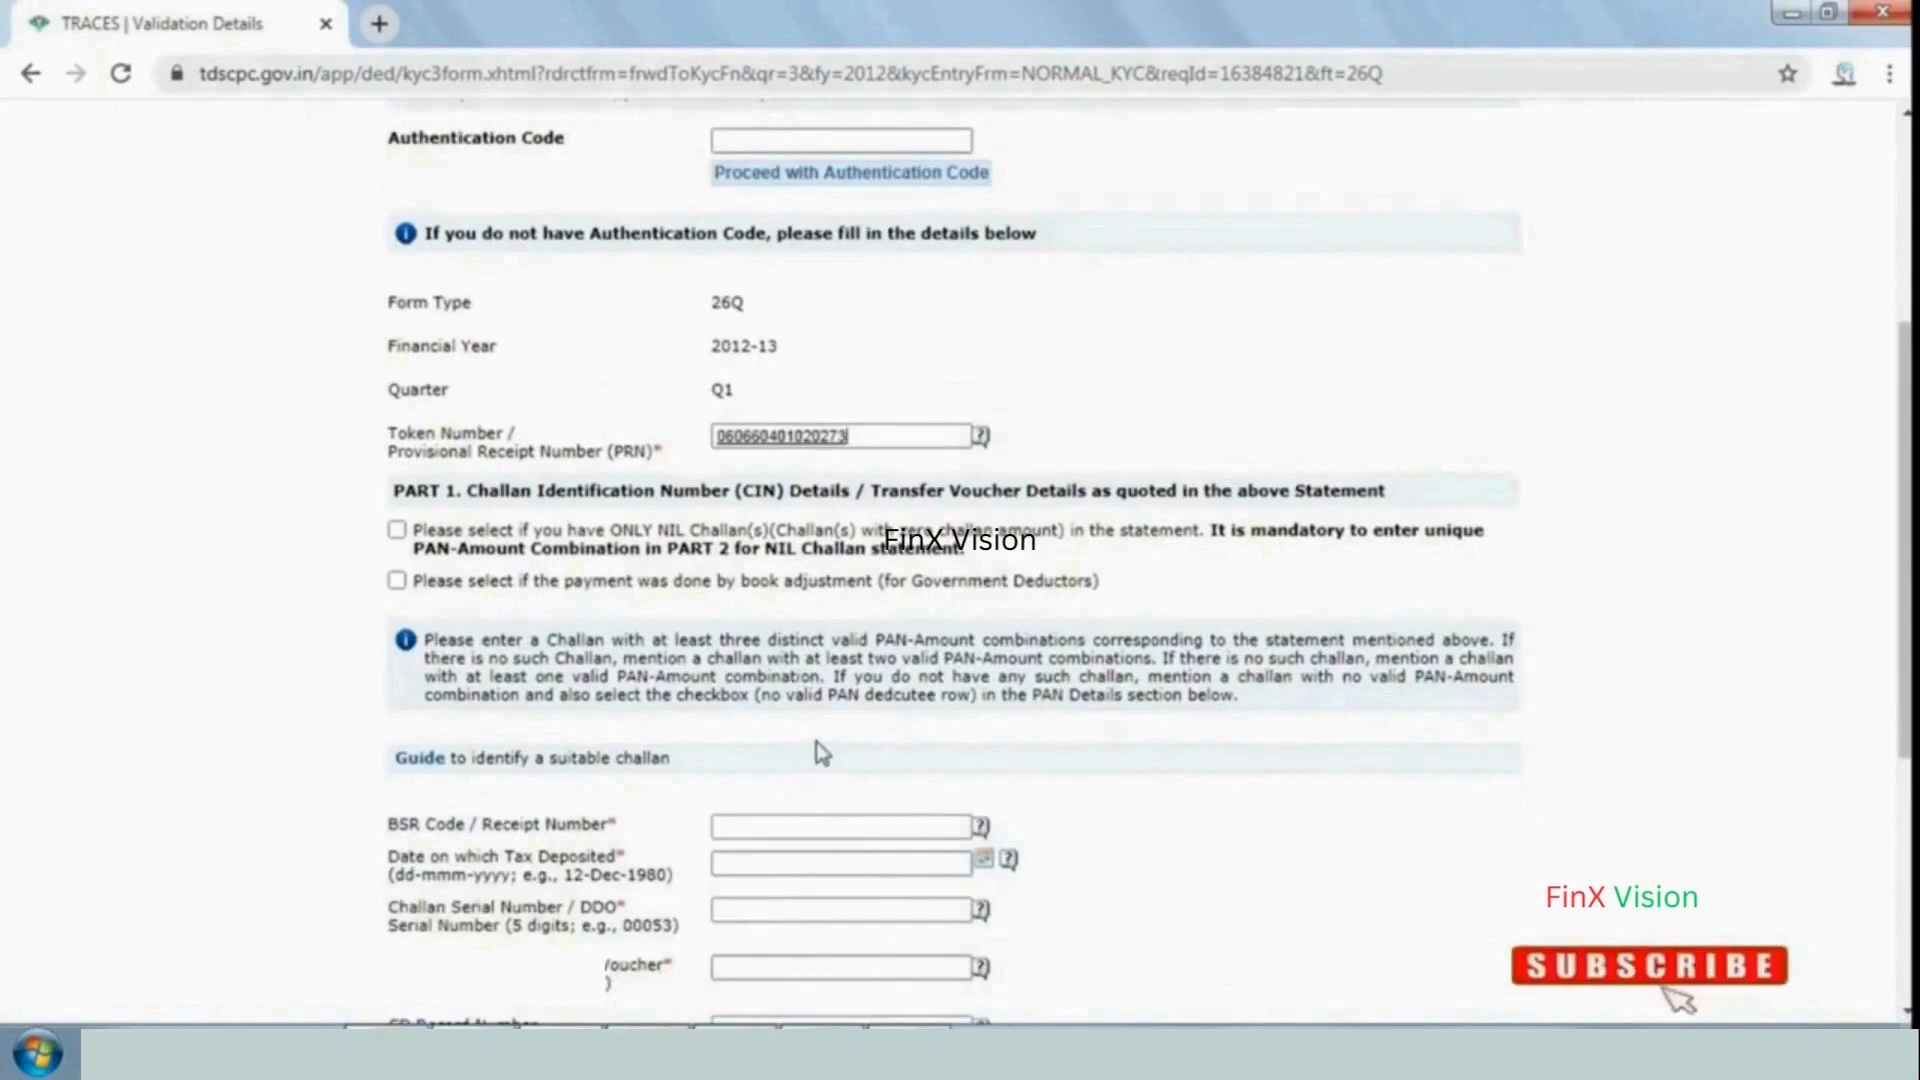 TRACES | Validation Details
tdscpc.gov.in/app/ded/kyc3form.xhtml?rdrctfrm=frwdToKycFn&qr=3&fy=2012&kycEntryFrm=NORMAL_KYC&reqId=16384821&ft=26Q
Authentication Code
Proceed with Authentication Code
If you do not have Authentication Code, please fill in the details below
Form Type 26Q
Financial Year 2012-13
Quarter Q1
Token Number /
Provisional Receipt Number (PRN)* 060660401020273
PART 1. Challan Identification Number (CIN) Details / Transfer Voucher Details as quoted in the above Statement
Please select if you have ONLY NIL Challan(s)(Challan(s) with zero challan amount) in the statement. It is mandatory to enter unique
PAN-Amount Combination in PART 2 for NIL Challan statement.
FinX Vision
Please select if the payment was done by book adjustment (for Government Deductors)
Please enter a Challan with at least three distinct valid PAN-Amount combinations corresponding to the statement mentioned above. If
there is no such Challan, mention a challan with at least two valid PAN-Amount combinations. If there is no such challan, mention a challan
with at least one valid PAN-Amount combination. If you do not have any such challan, mention a challan with no valid PAN-Amount
combination and also select the checkbox (no valid PAN dedcutee row) in the PAN Details section below.
Guide to identify a suitable challan
BSR Code / Receipt Number*
Date on which Tax Deposited*
(dd-mmm-yyyy; e.g., 12-Dec-1980)
Challan Serial Number / DDO*
Serial Number (5 digits; e.g., 00053)
Voucher*
)
FinX Vision
SUBSCRIBE